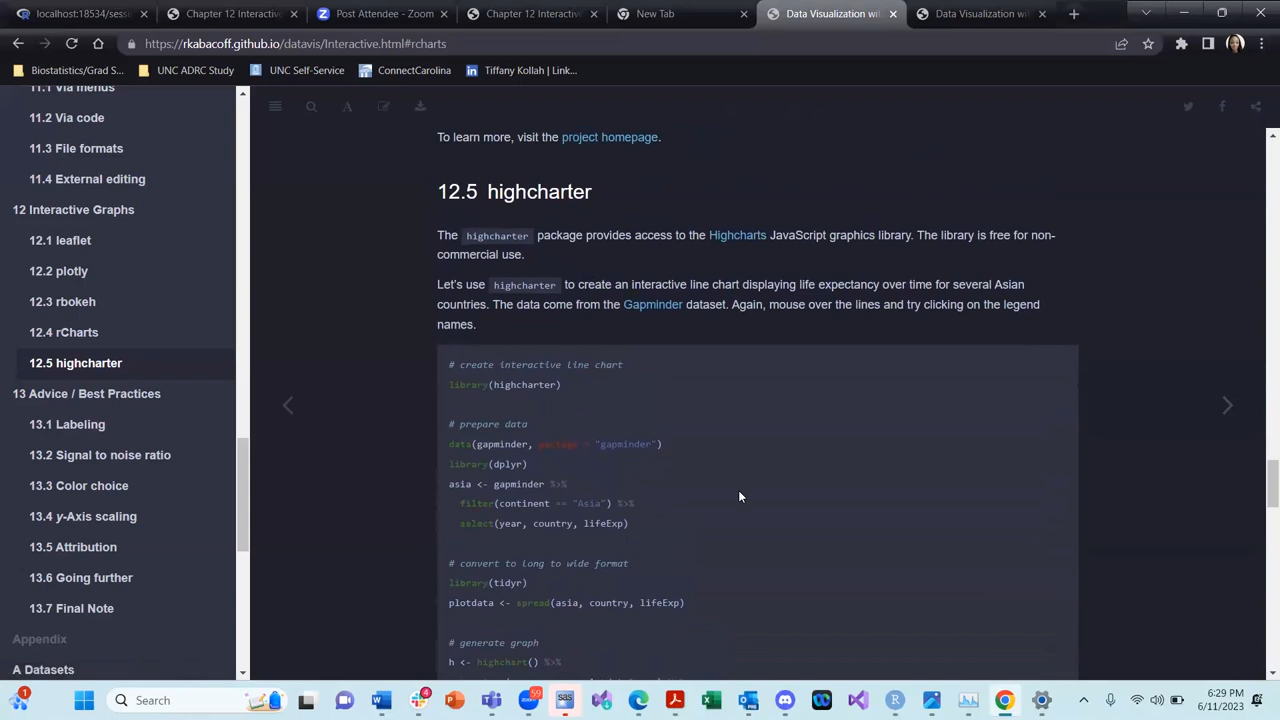 localhost:18534/sess
Chapter 12 Interactiv
Post Attendee - Zoom
Chapter 12 Interactiv
New Tab
Data Visualization wit
Data Visualization wit
https://rkabacoff.github.io/datavis/Interactive.html#rcharts
Biostatistics/Grad S...
UNC ADRC Study
UNC Self-Service
ConnectCarolina
Tiffany Kollah | Link...
11.1 Via menus
11.2 Via code
11.3 File formats
11.4 External editing
12 Interactive Graphs
12.1 leaflet
12.2 plotly
12.3 rbokeh
12.4 rCharts
12.5 highcharter
13 Advice / Best Practices
13.1 Labeling
13.2 Signal to noise ratio
13.3 Color choice
13.4 y-Axis scaling
13.5 Attribution
13.6 Going further
13.7 Final Note
Appendix
A Datasets
To learn more, visit the project homepage.
12.5 highcharter
The highcharter package provides access to the Highcharts JavaScript graphics library. The library is free for non-
commercial use.
Let's use highcharter to create an interactive line chart displaying life expectancy over time for several Asian
countries. The data come from the Gapminder dataset. Again, mouse over the lines and try clicking on the legend
names.
# create interactive line chart
library(highcharter)
# prepare data
data(gapminder, package = "gapminder")
library(dplyr)
asia <- gapminder %>%
filter(continent == "Asia") %>%
select(year, country, lifeExp)
# convert to long to wide format
library(tidyr)
plotdata <- spread(asia, country, lifeExp)
# generate graph
h <- highchart() %>%
1
Search
4
59
sas
6:29 PM
6/11/2023